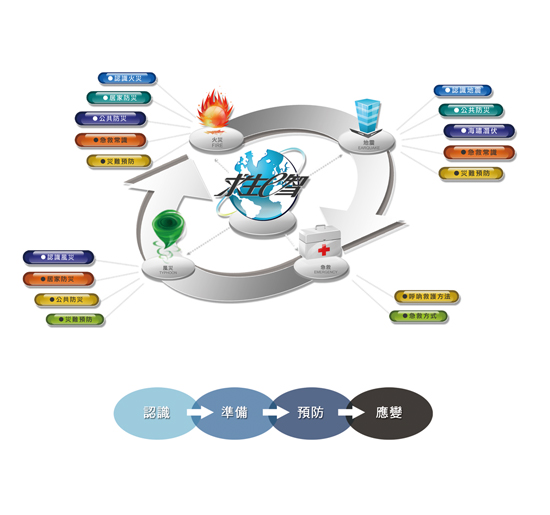 認識火災
居家防災
公共防災
急救常識
災難預防
火災
FIRE
認識地震
公共防災
海嘯潛伏
急救常識
災難預防
地震
求生e智
認識風災
居家防災
公共防災
災難預防
風災
TYPHOON
急救
呼吸救護方法
急救方式
認識
準備
預防
應變